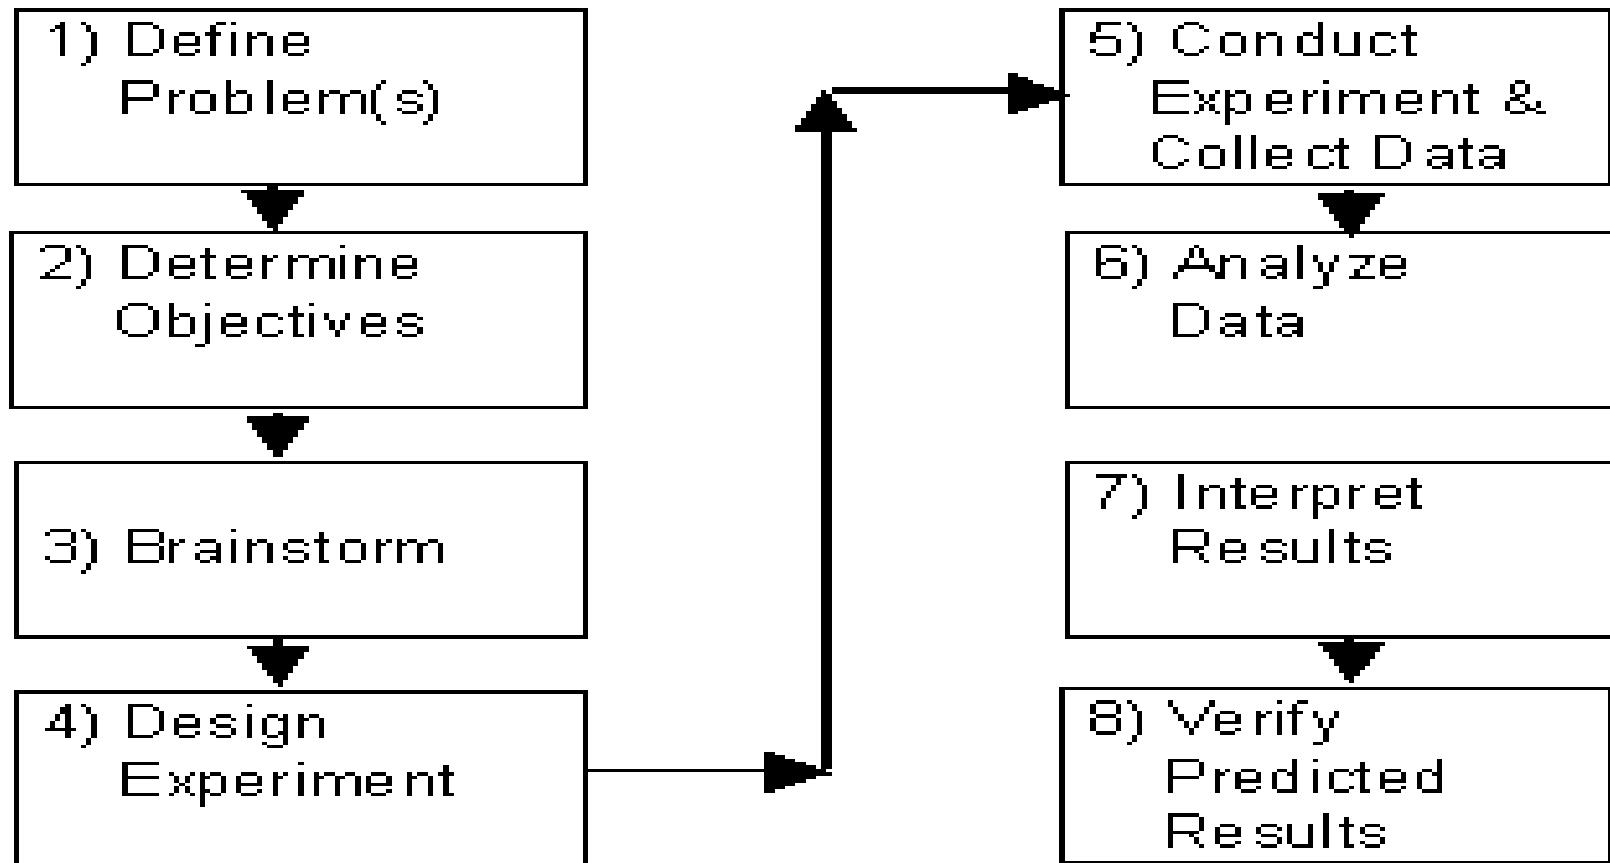 1) Define
Problem(s)
2) Determine
Objectives
3) Brainstorm
4) Design
Experiment
5) Conduct
Experiment &
Collect Data
6) Analyze
Data
7) Interpret
Results
8) Verify
Predicted
Results